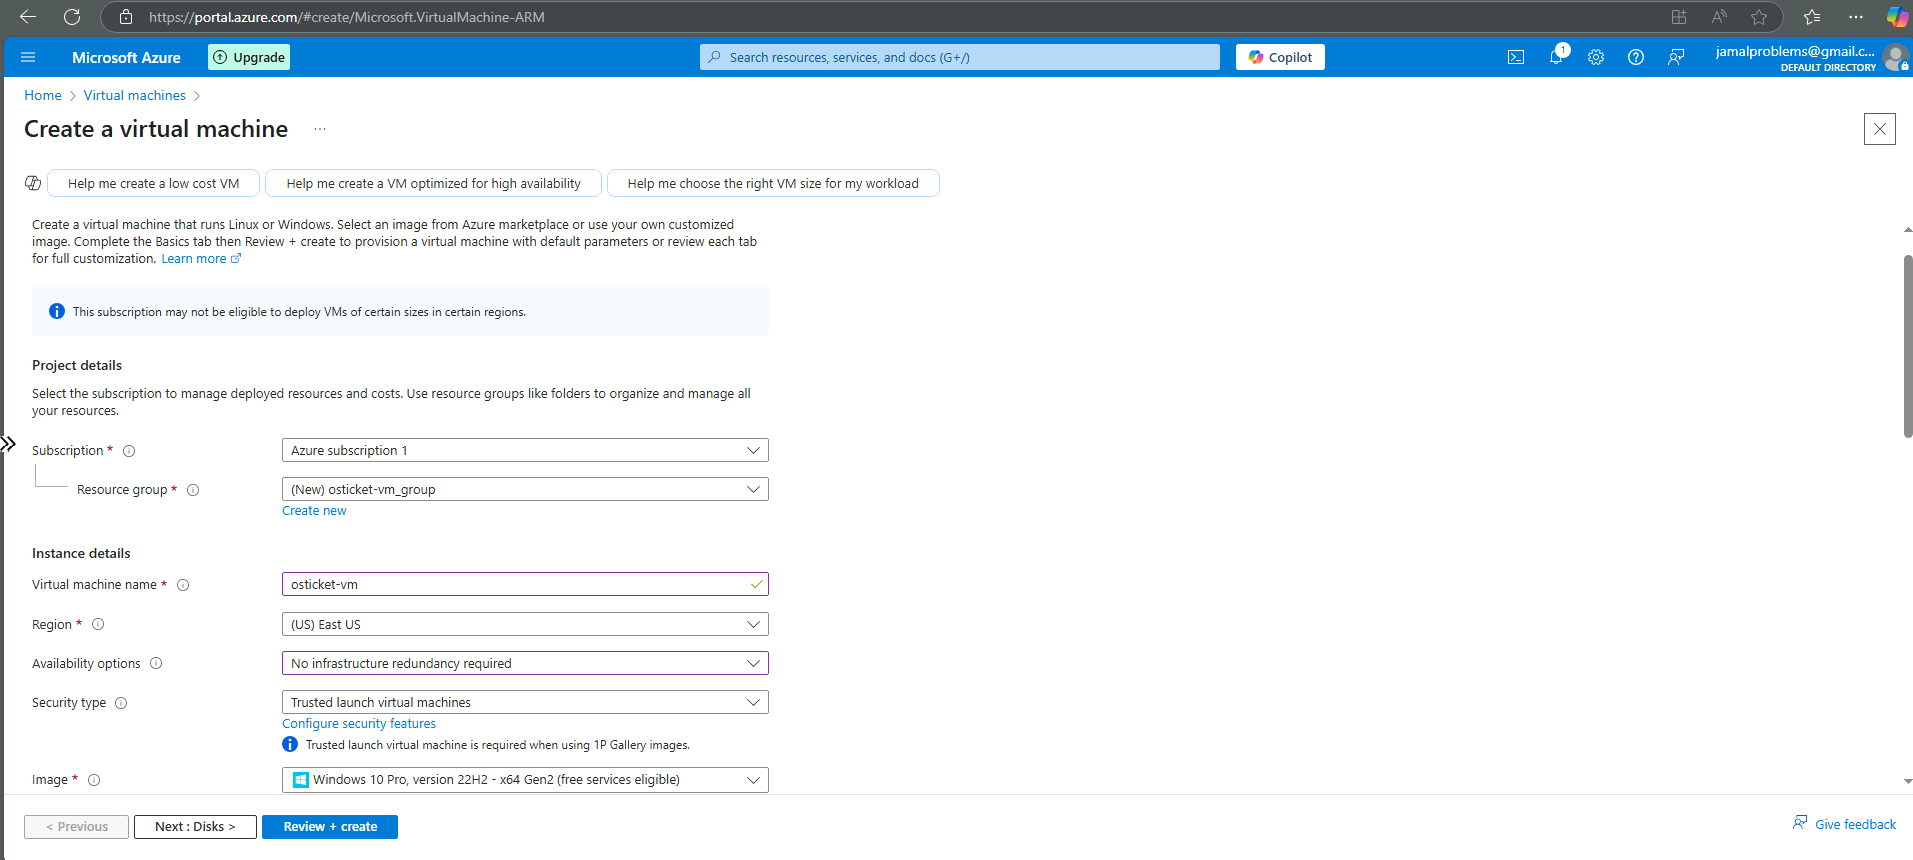 https://portal.azure.com/#create/Microsoft.VirtualMachine-ARM
Microsoft Azure
Upgrade
Search resources, services, and docs (G+/)
Copilot
1
jamalproblems@gmail.c...
DEFAULT DIRECTORY
Home > Virtual machines >
Create a virtual machine ...
Help me create a low cost VM
Help me create a VM optimized for high availability
Help me choose the right VM size for my workload
Create a virtual machine that runs Linux or Windows. Select an image from Azure marketplace or use your own customized
image. Complete the Basics tab then Review + create to provision a virtual machine with default parameters or review each tab
for full customization. Learn more
This subscription may not be eligible to deploy VMs of certain sizes in certain regions.
Project details
Select the subscription to manage deployed resources and costs. Use resource groups like folders to organize and manage all
your resources.
Subscription *
Azure subscription 1
Resource group *
(New) osticket-vm_group
Create new
Instance details
Virtual machine name *
osticket-vm
Region *
(US) East US
Availability options
No infrastructure redundancy required
Security type
Trusted launch virtual machines
Configure security features
Trusted launch virtual machine is required when using 1P Gallery images.
Image *
Windows 10 Pro, version 22H2 - x64 Gen2 (free services eligible)
< Previous
Next : Disks >
Review + create
Give feedback